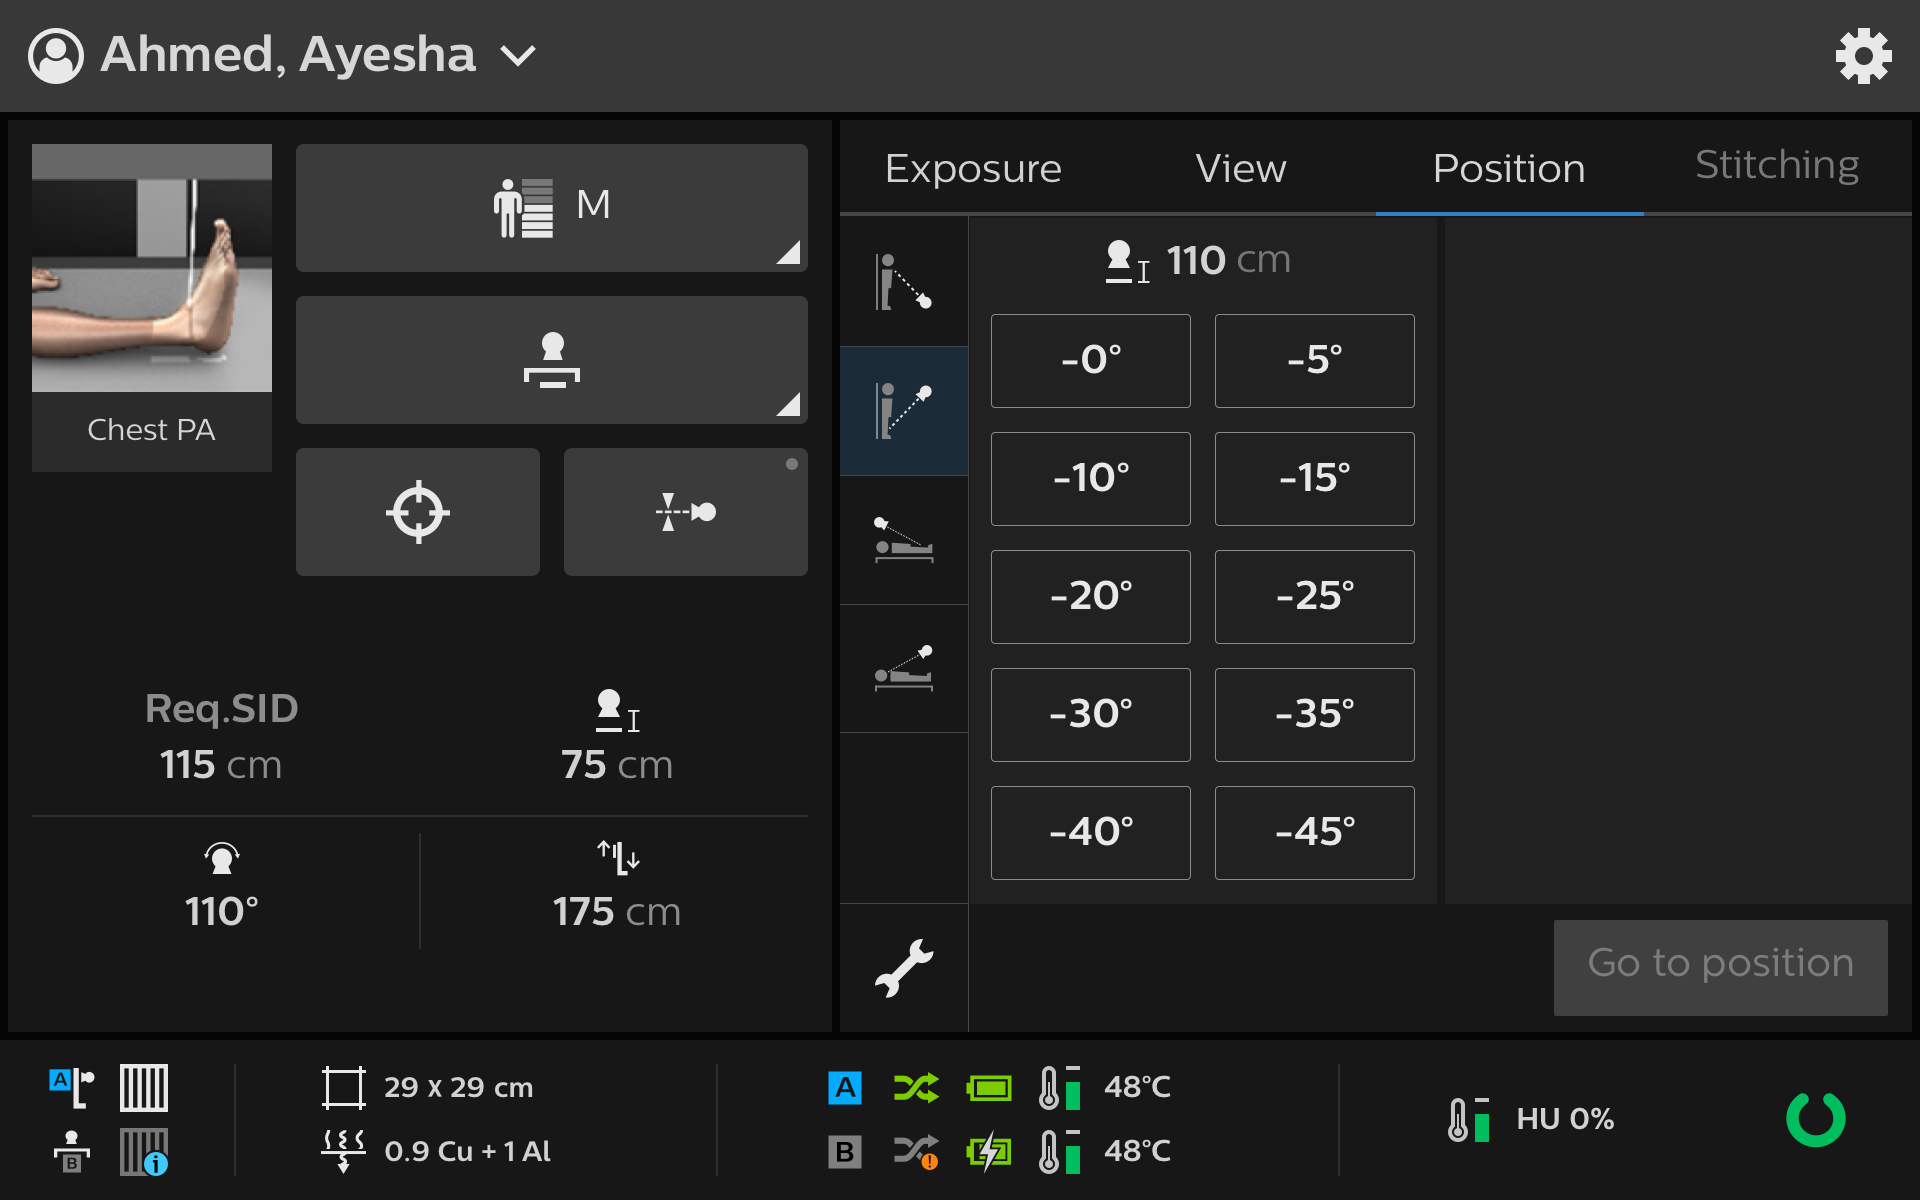 Ahmed, Ayesha
M
Chest PA
Req.SID
115 cm
75 cm
110°
175 cm
Exposure
View
Position
Stitching
110 cm
-0°
-5°
-10°
-15°
-20°
-25°
-30°
-35°
-40°
-45°
Go to position
A
29 x 29 cm
A
48°C
HU 0%
B
i
0.9 Cu + 1 Al
B
!
48°C